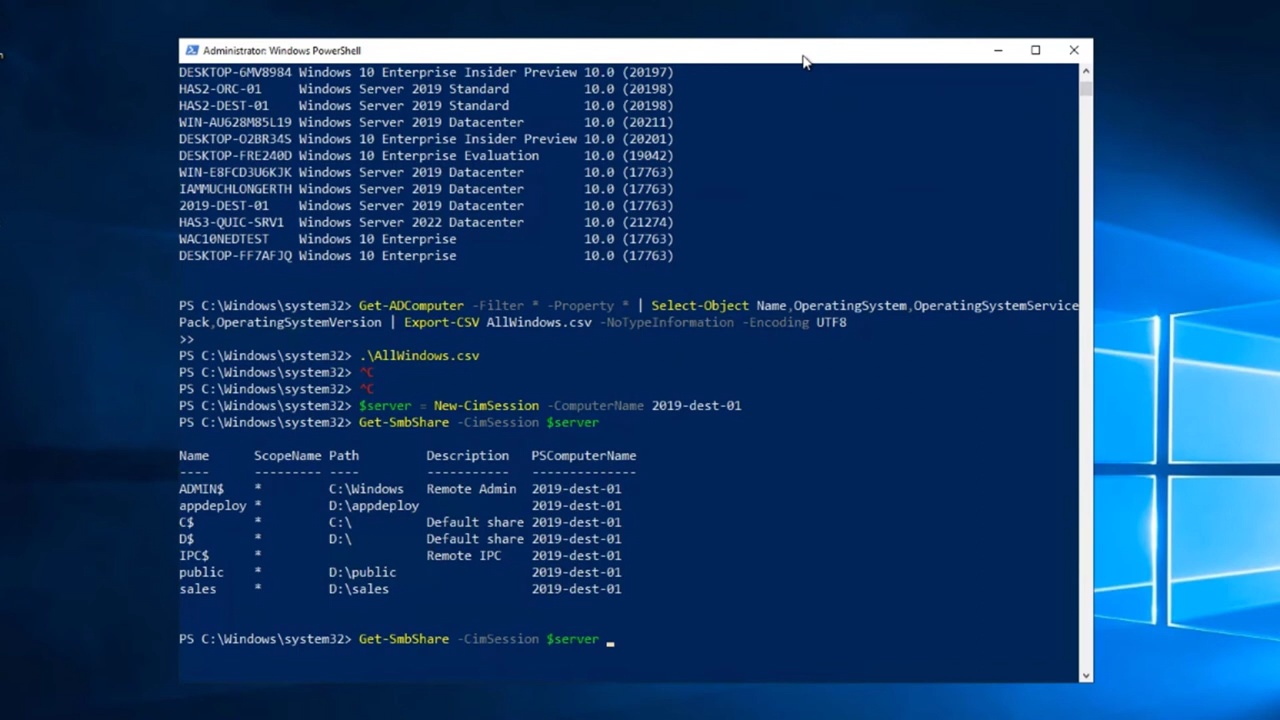 Administrator: Windows PowerShell
DESKTOP-6MV8984 Windows 10 Enterprise Insider Preview 10.0 (20197)
HAS2-ORC-01 Windows Server 2019 Standard 10.0 (20198)
HAS2-DEST-01 Windows Server 2019 Standard 10.0 (20198)
WIN-AU628M85L19 Windows Server 2019 Datacenter 10.0 (20211)
DESKTOP-O2BR34S Windows 10 Enterprise Insider Preview 10.0 (20201)
DESKTOP-FRE240D Windows 10 Enterprise Evaluation 10.0 (19042)
WIN-E8FCD3U6KJK Windows Server 2019 Datacenter 10.0 (17763)
IAMMUCHLONGERTH Windows Server 2019 Datacenter 10.0 (17763)
2019-DEST-01 Windows Server 2019 Datacenter 10.0 (17763)
HAS3-QUIC-SRV1 Windows Server 2022 Datacenter 10.0 (21274)
WAC10NEDTEST Windows 10 Enterprise 10.0 (17763)
DESKTOP-FF7AFJQ Windows 10 Enterprise 10.0 (17763)
PS C:\Windows\system32> Get-ADComputer -Filter * -Property * | Select-Object Name,OperatingSystem,OperatingSystemService
Pack,OperatingSystemVersion | Export-CSV AllWindows.csv -NoTypeInformation -Encoding UTF8
>>
PS C:\Windows\system32> .\AllWindows.csv
PS C:\Windows\system32> ^C
PS C:\Windows\system32> ^C
PS C:\Windows\system32> $server = New-CimSession -ComputerName 2019-dest-01
PS C:\Windows\system32> Get-SmbShare -CimSession $server
Name ScopeName Path Description PSComputerName
---- --------- ---- ----------- --------------
ADMIN$ * C:\Windows Remote Admin 2019-dest-01
appdeploy * D:\appdeploy 2019-dest-01
C$ * C:\ Default share 2019-dest-01
D$ * D:\ Default share 2019-dest-01
IPC$ * Remote IPC 2019-dest-01
public * D:\public 2019-dest-01
sales * D:\sales 2019-dest-01
PS C:\Windows\system32> Get-SmbShare -CimSession $server _